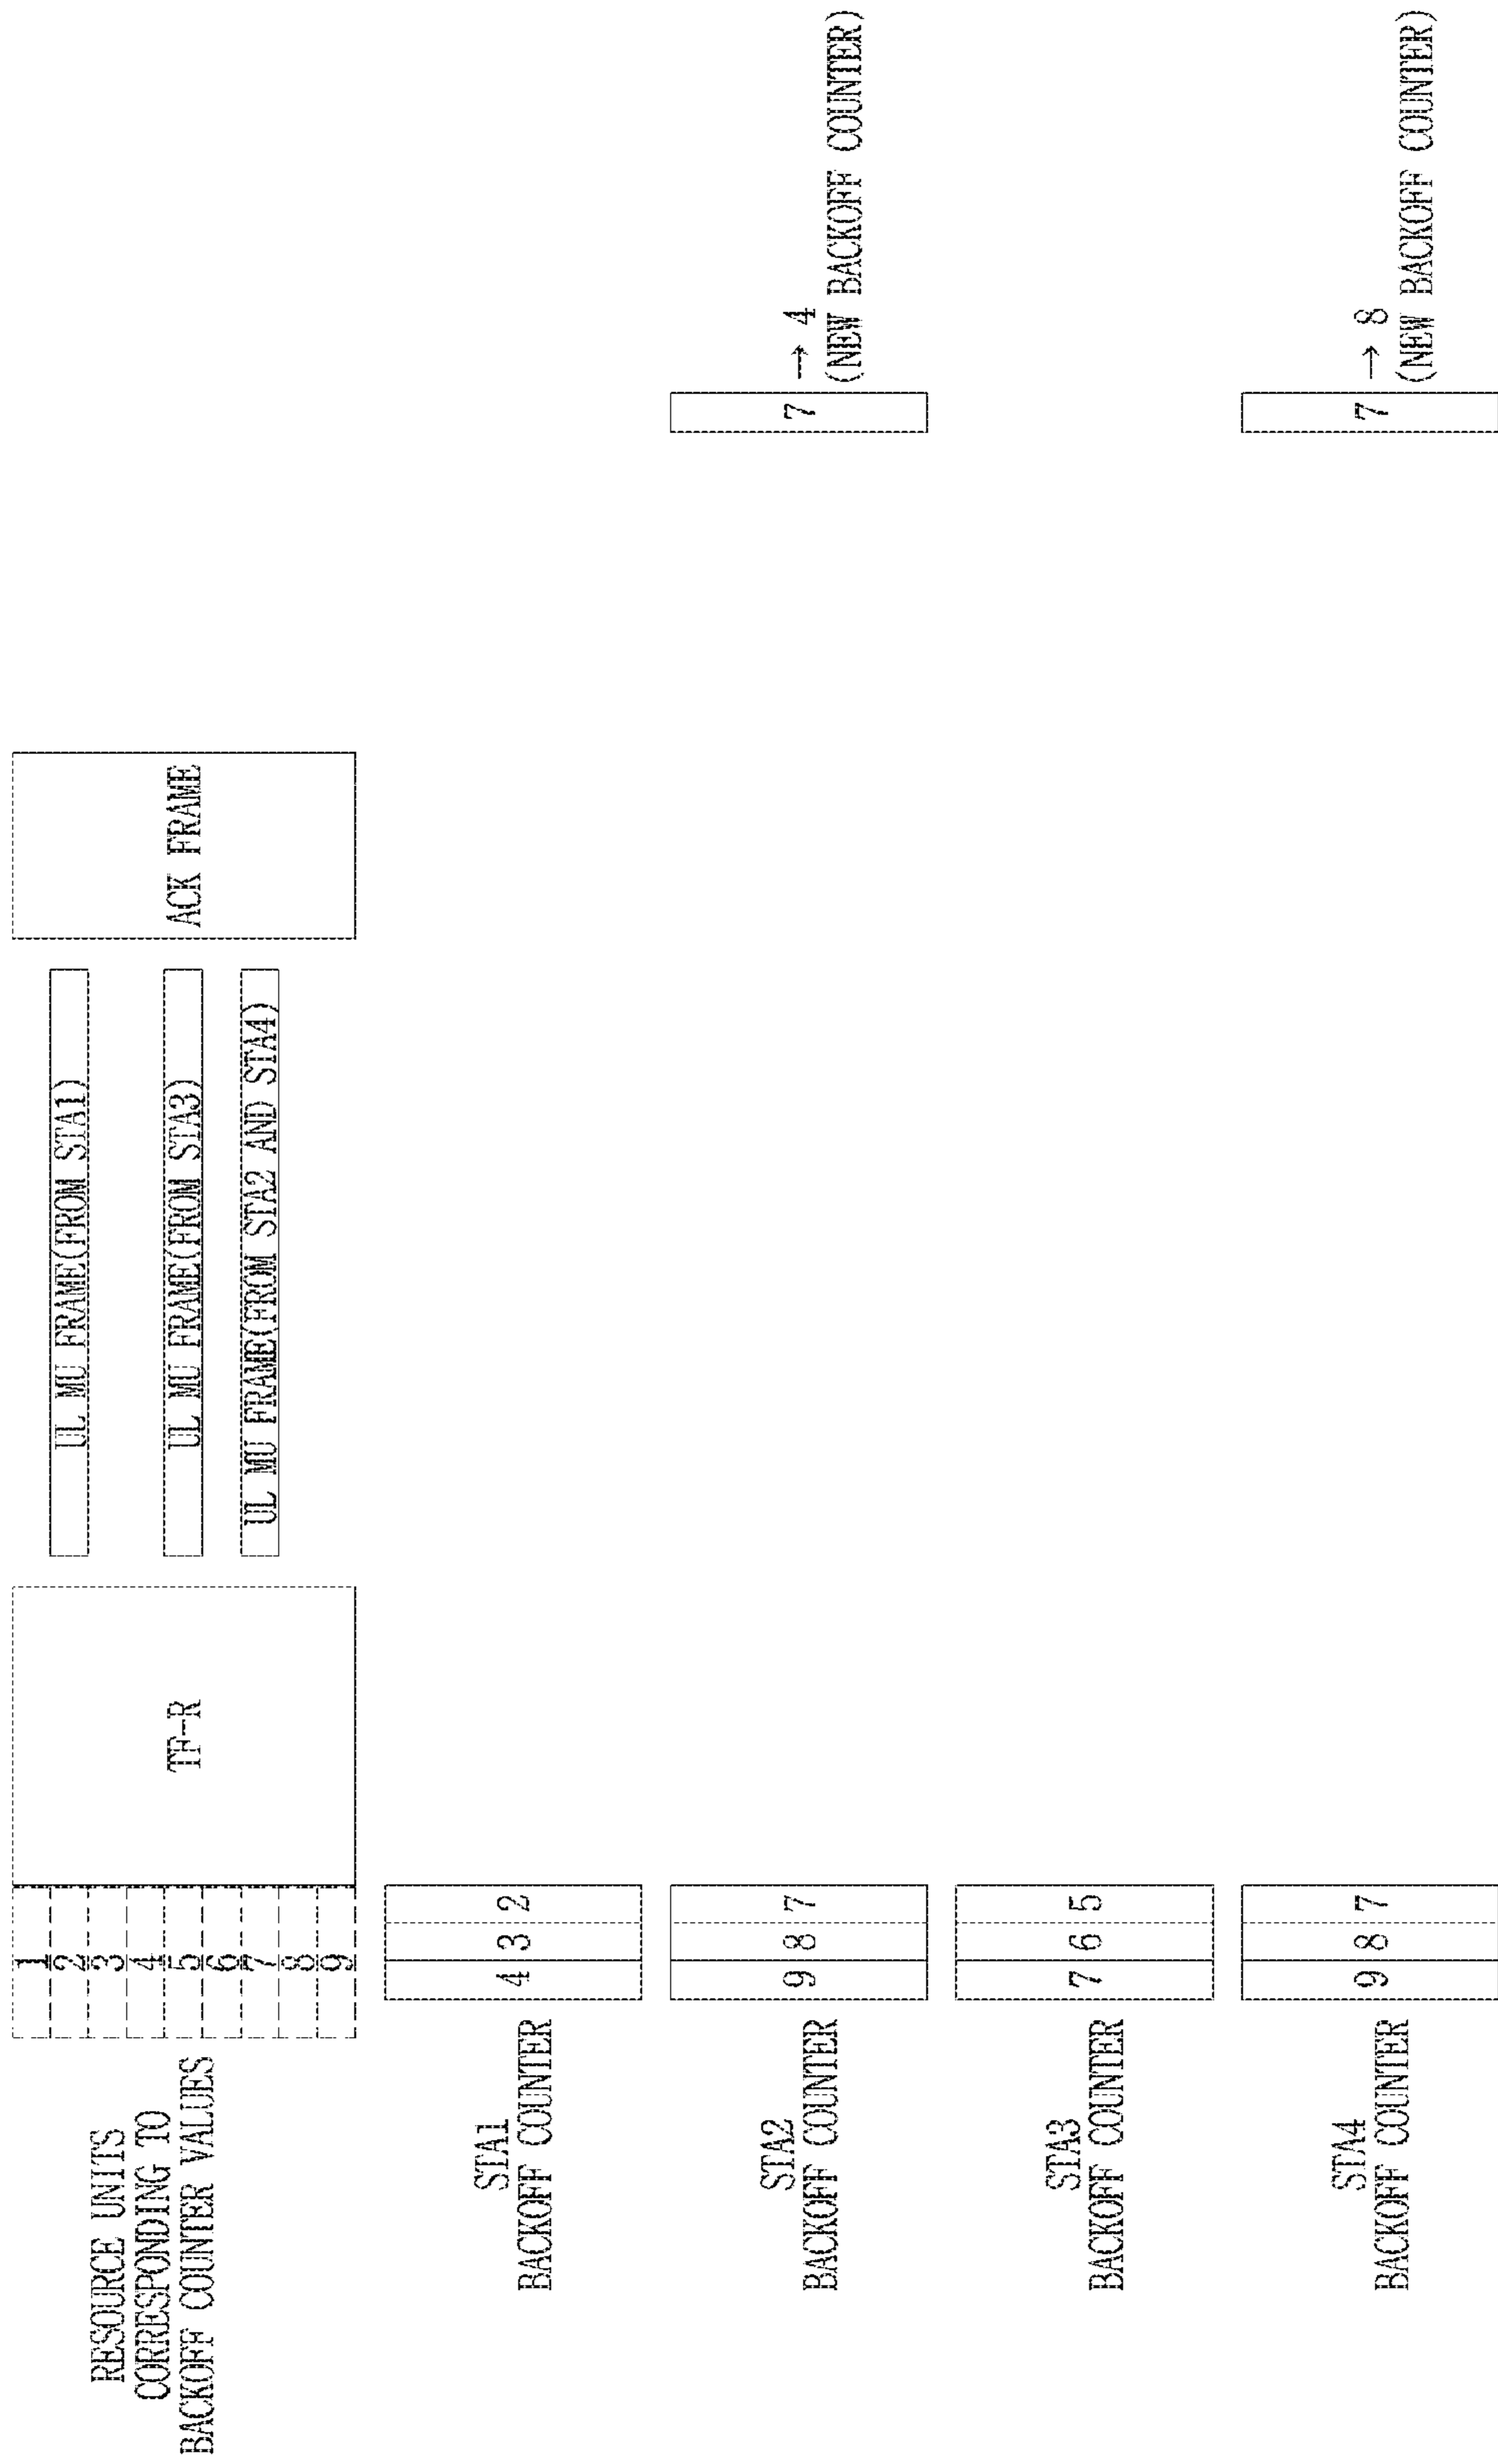 RESOURCE UNITS
CORRESPONDING TO
BACKOFF COUNTER VALUES
1
2
3
4
5
6
7
8
9
TF-R
UL MU FRAME(FROM STA1)
UL MU FRAME(FROM STA3)
UL MU FRAME(FROM STA2 AND STA4)
ACK FRAME
STA1
BACKOFF COUNTER
4 3 2
STA2
BACKOFF COUNTER
9 8 7
7 → 4
(NEW BACKOFF COUNTER)
STA3
BACKOFF COUNTER
7 6 5
STA4
BACKOFF COUNTER
9 8 7
7 → 8
(NEW BACKOFF COUNTER)